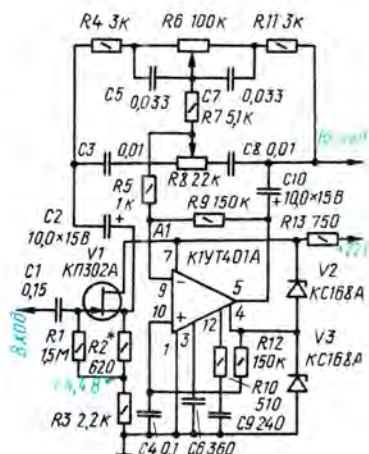 R4 3к R6 100к R11 3к
C5 0,033 C7 0,033
R7 5,1к
C3 0,01 C8 0,01
R8 22к
R5 1к
C10 10,0×15В
R9 150к
C2 10,0×15В
R13 750
A1 К1УТ401А
V1 КП302А
C1 0,15
7
9
10
5
4
12
3
1
V2 КС168А
V3 КС168А
Вход
R1 1,5М
R2* 620
R12 150к
R10 510
R3 2,2к
C4 0,1 C6 360
C9 240